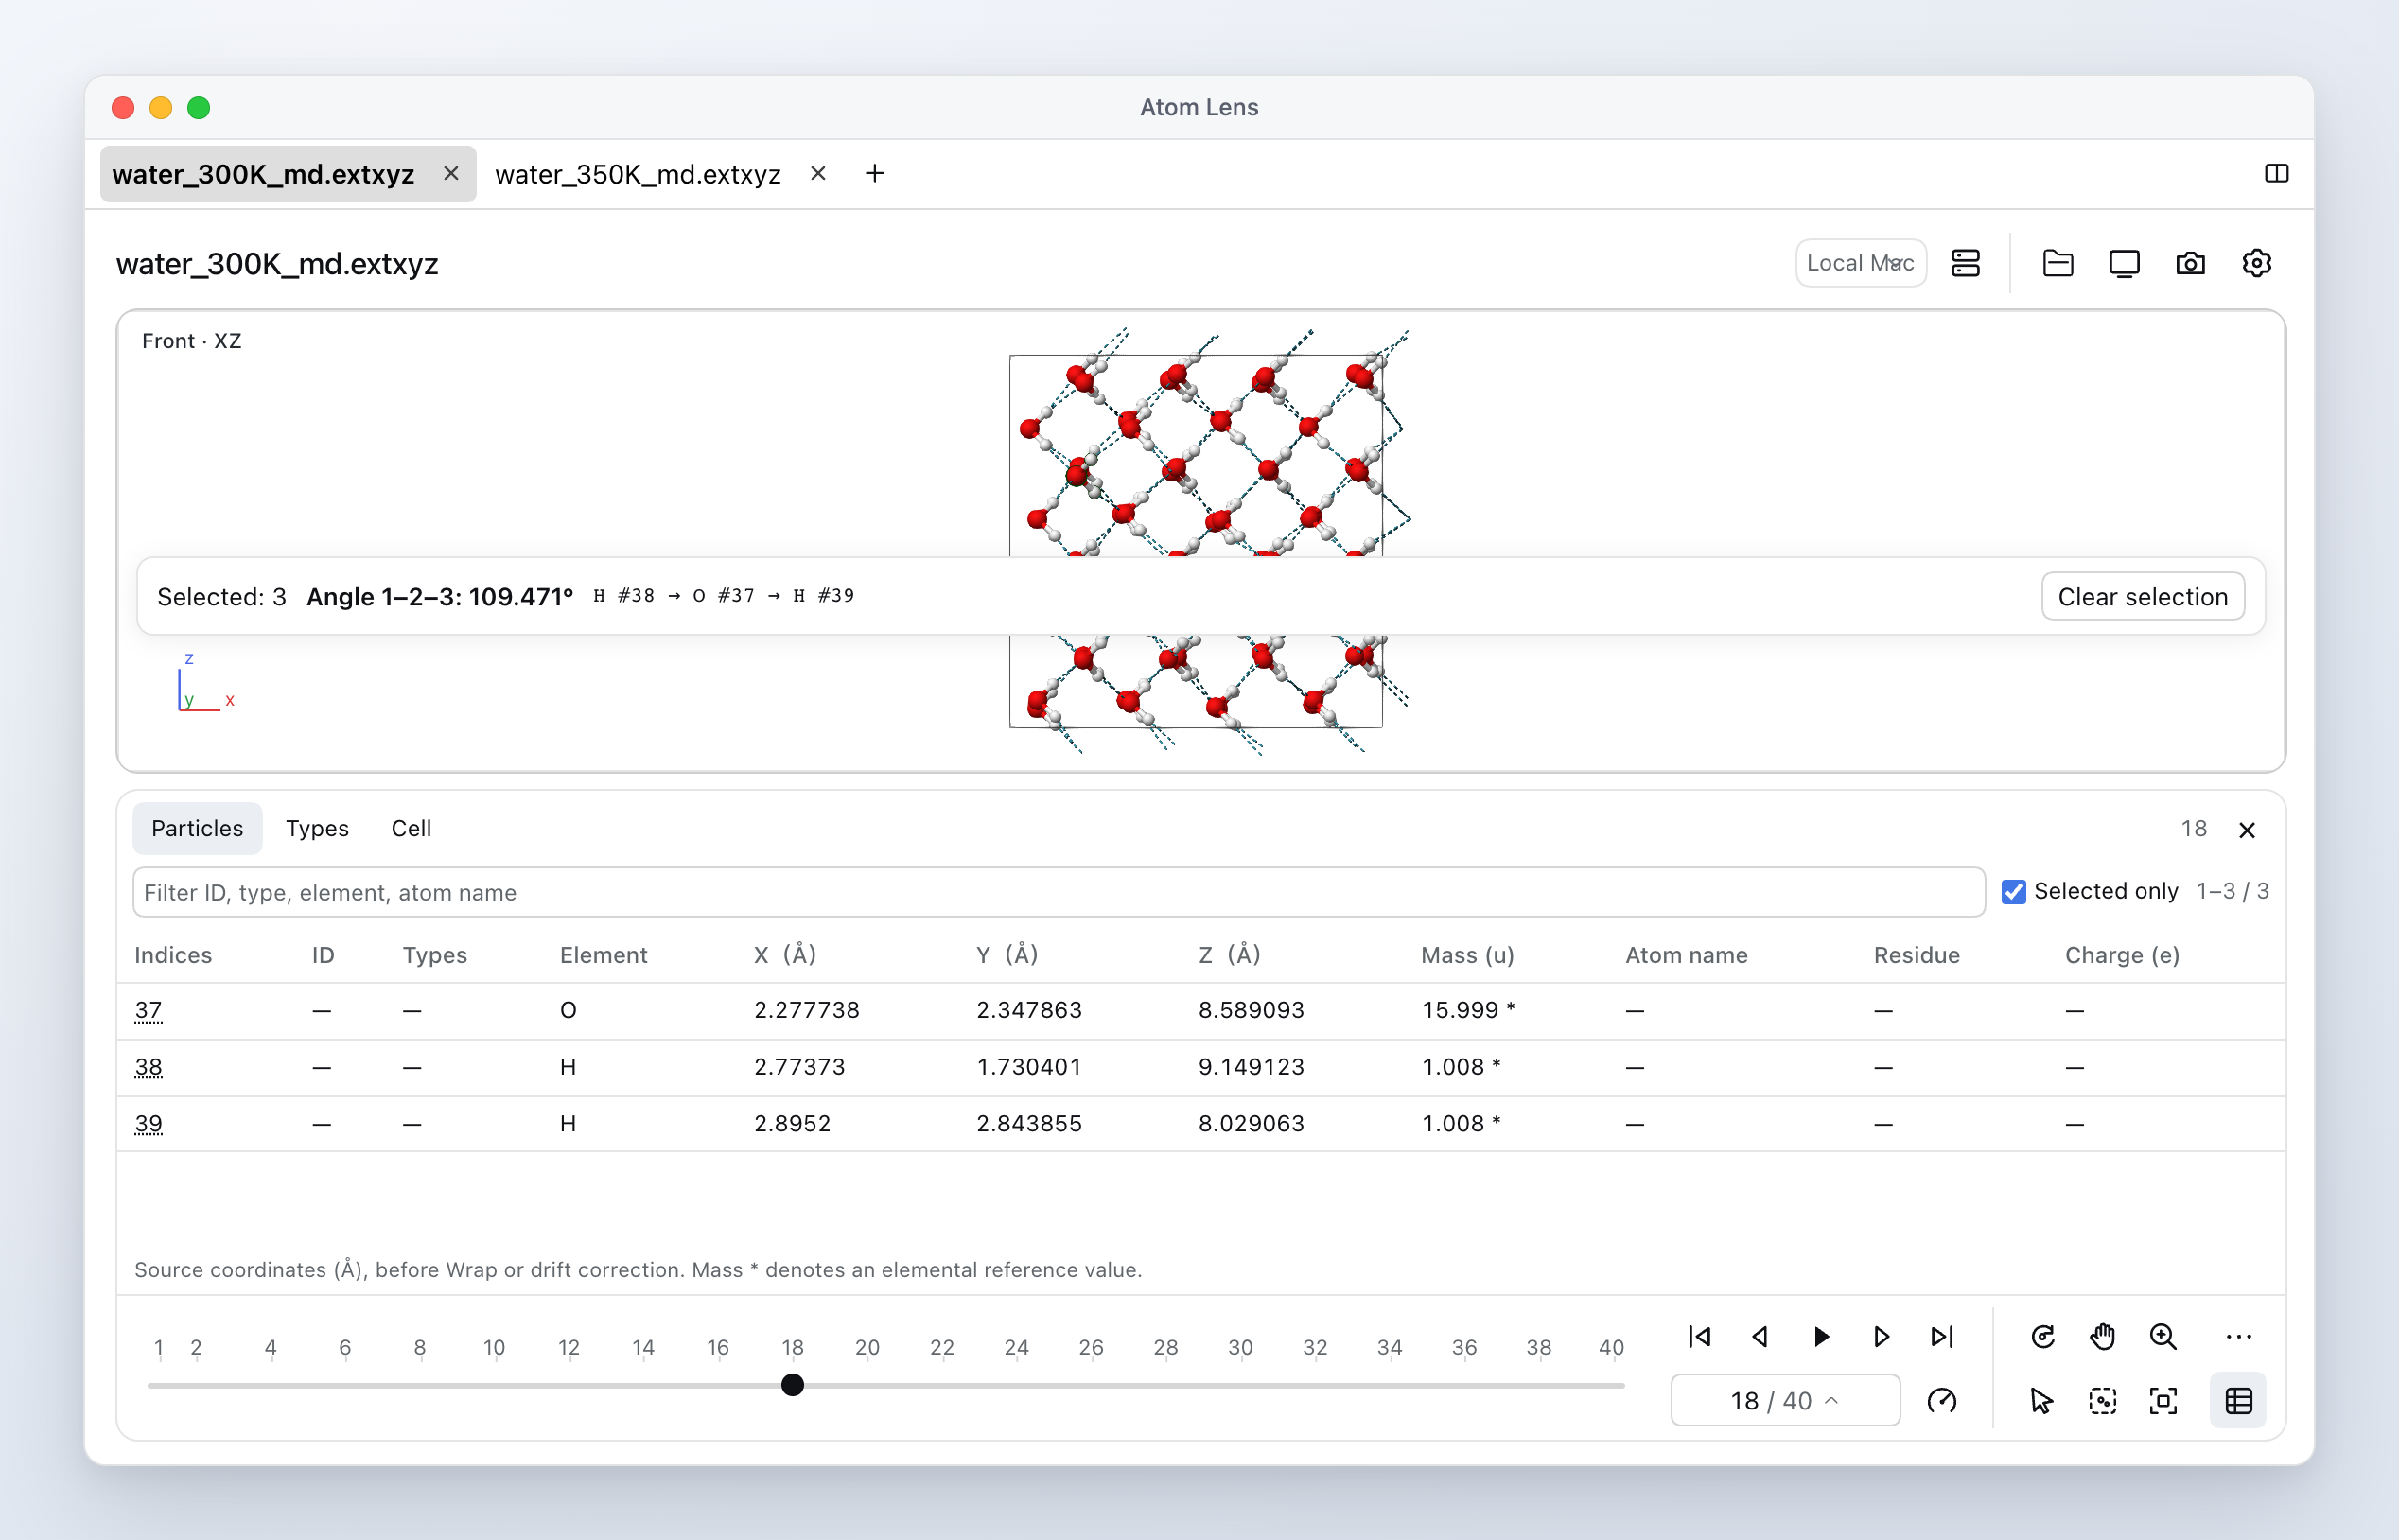 Atom Lens
water_300K_md.extxyz
water_350K_md.extxyz
water_300K_md.extxyz
Local Mac
Front · XZ
Selected: 3 Angle 1–2–3: 109.471° H #38 → O #37 → H #39
Clear selection
z
y x
Particles Types Cell 18
Filter ID, type, element, atom name
Selected only 1–3 / 3
Indices ID Types Element X (Å) Y (Å) Z (Å) Mass (u) Atom name Residue Charge (e)
37 — — O 2.277738 2.347863 8.589093 15.999 * — — —
38 — — H 2.77373 1.730401 9.149123 1.008 * — — —
39 — — H 2.8952 2.843855 8.029063 1.008 * — — —
Source coordinates (Å), before Wrap or drift correction. Mass * denotes an elemental reference value.
1 2 4 6 8 10 12 14 16 18 20 22 24 26 28 30 32 34 36 38 40
18 / 40